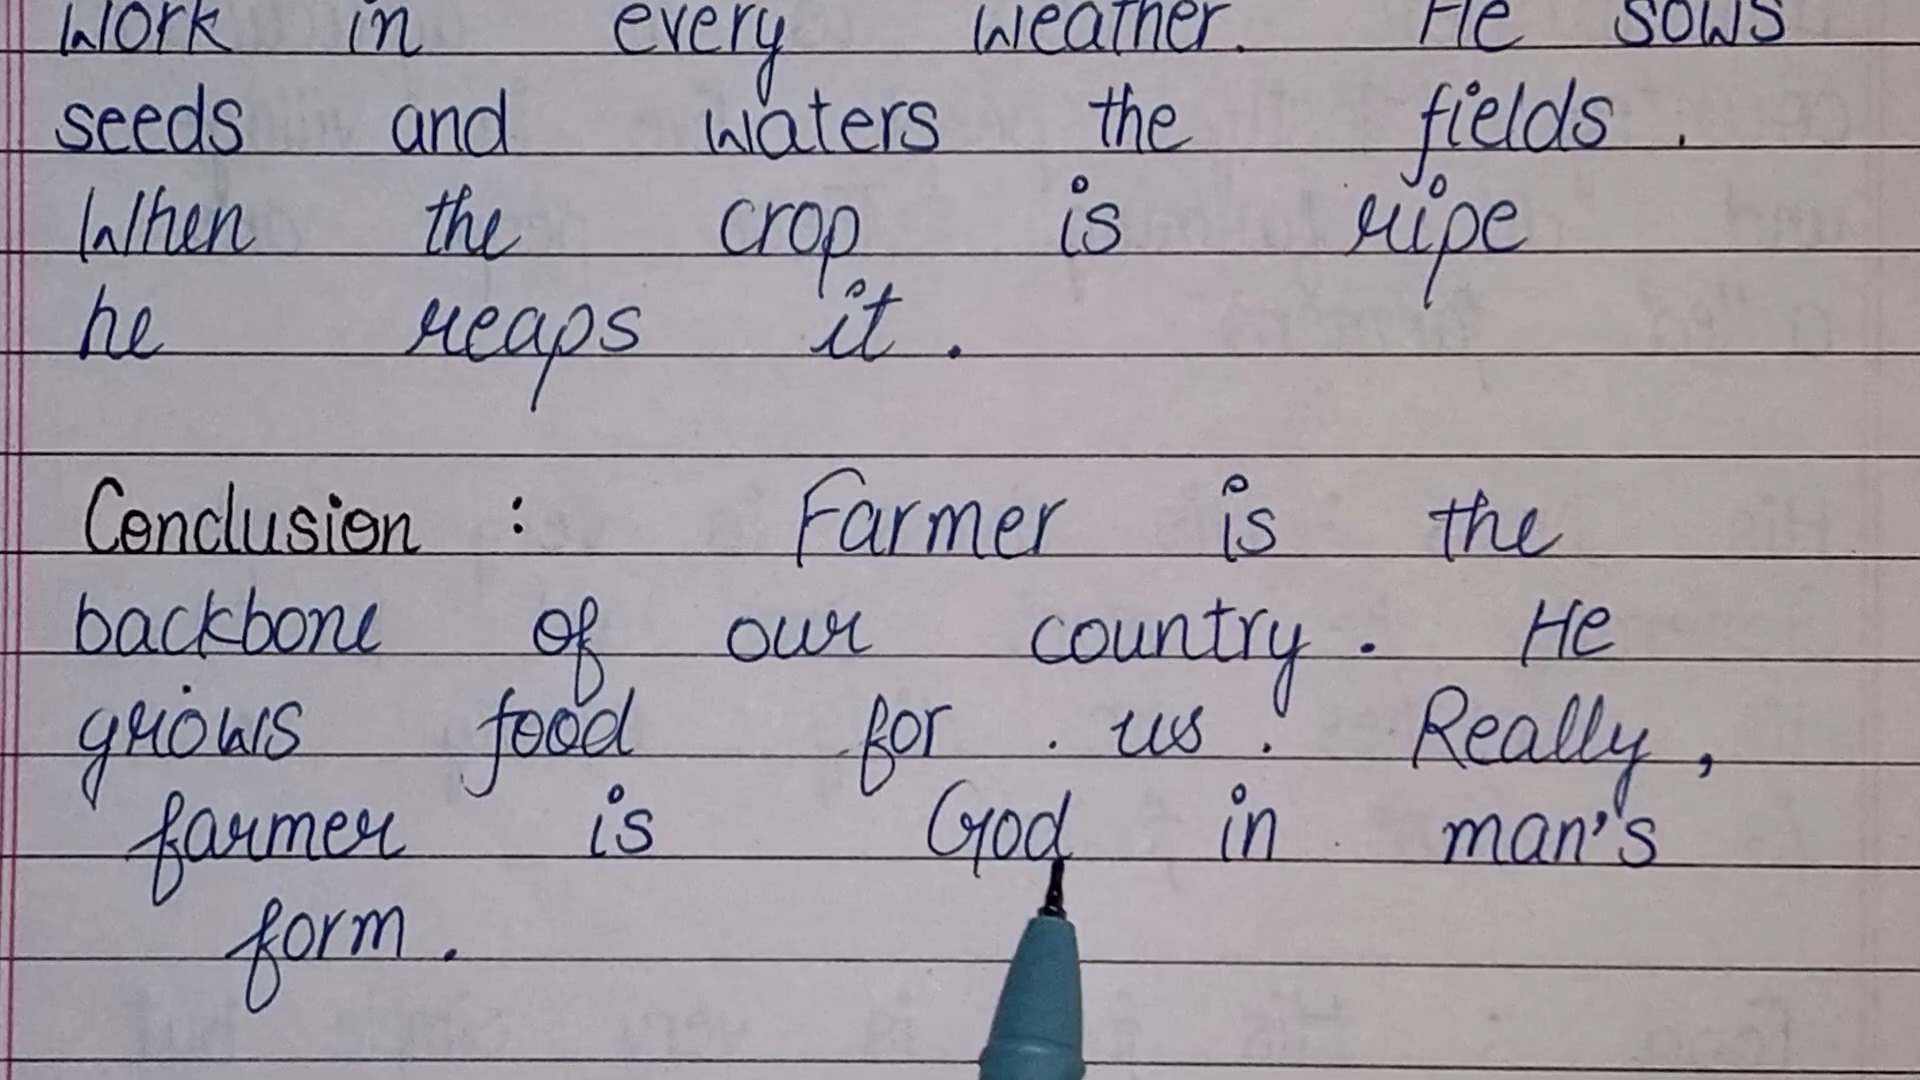 work in every weather. He sows
seeds and waters the fields.
When the crop is ripe
he reaps it.
Conclusion : Farmer is the
backbone of our country. He
grows food for us. Really,
farmer is God in man's
form.